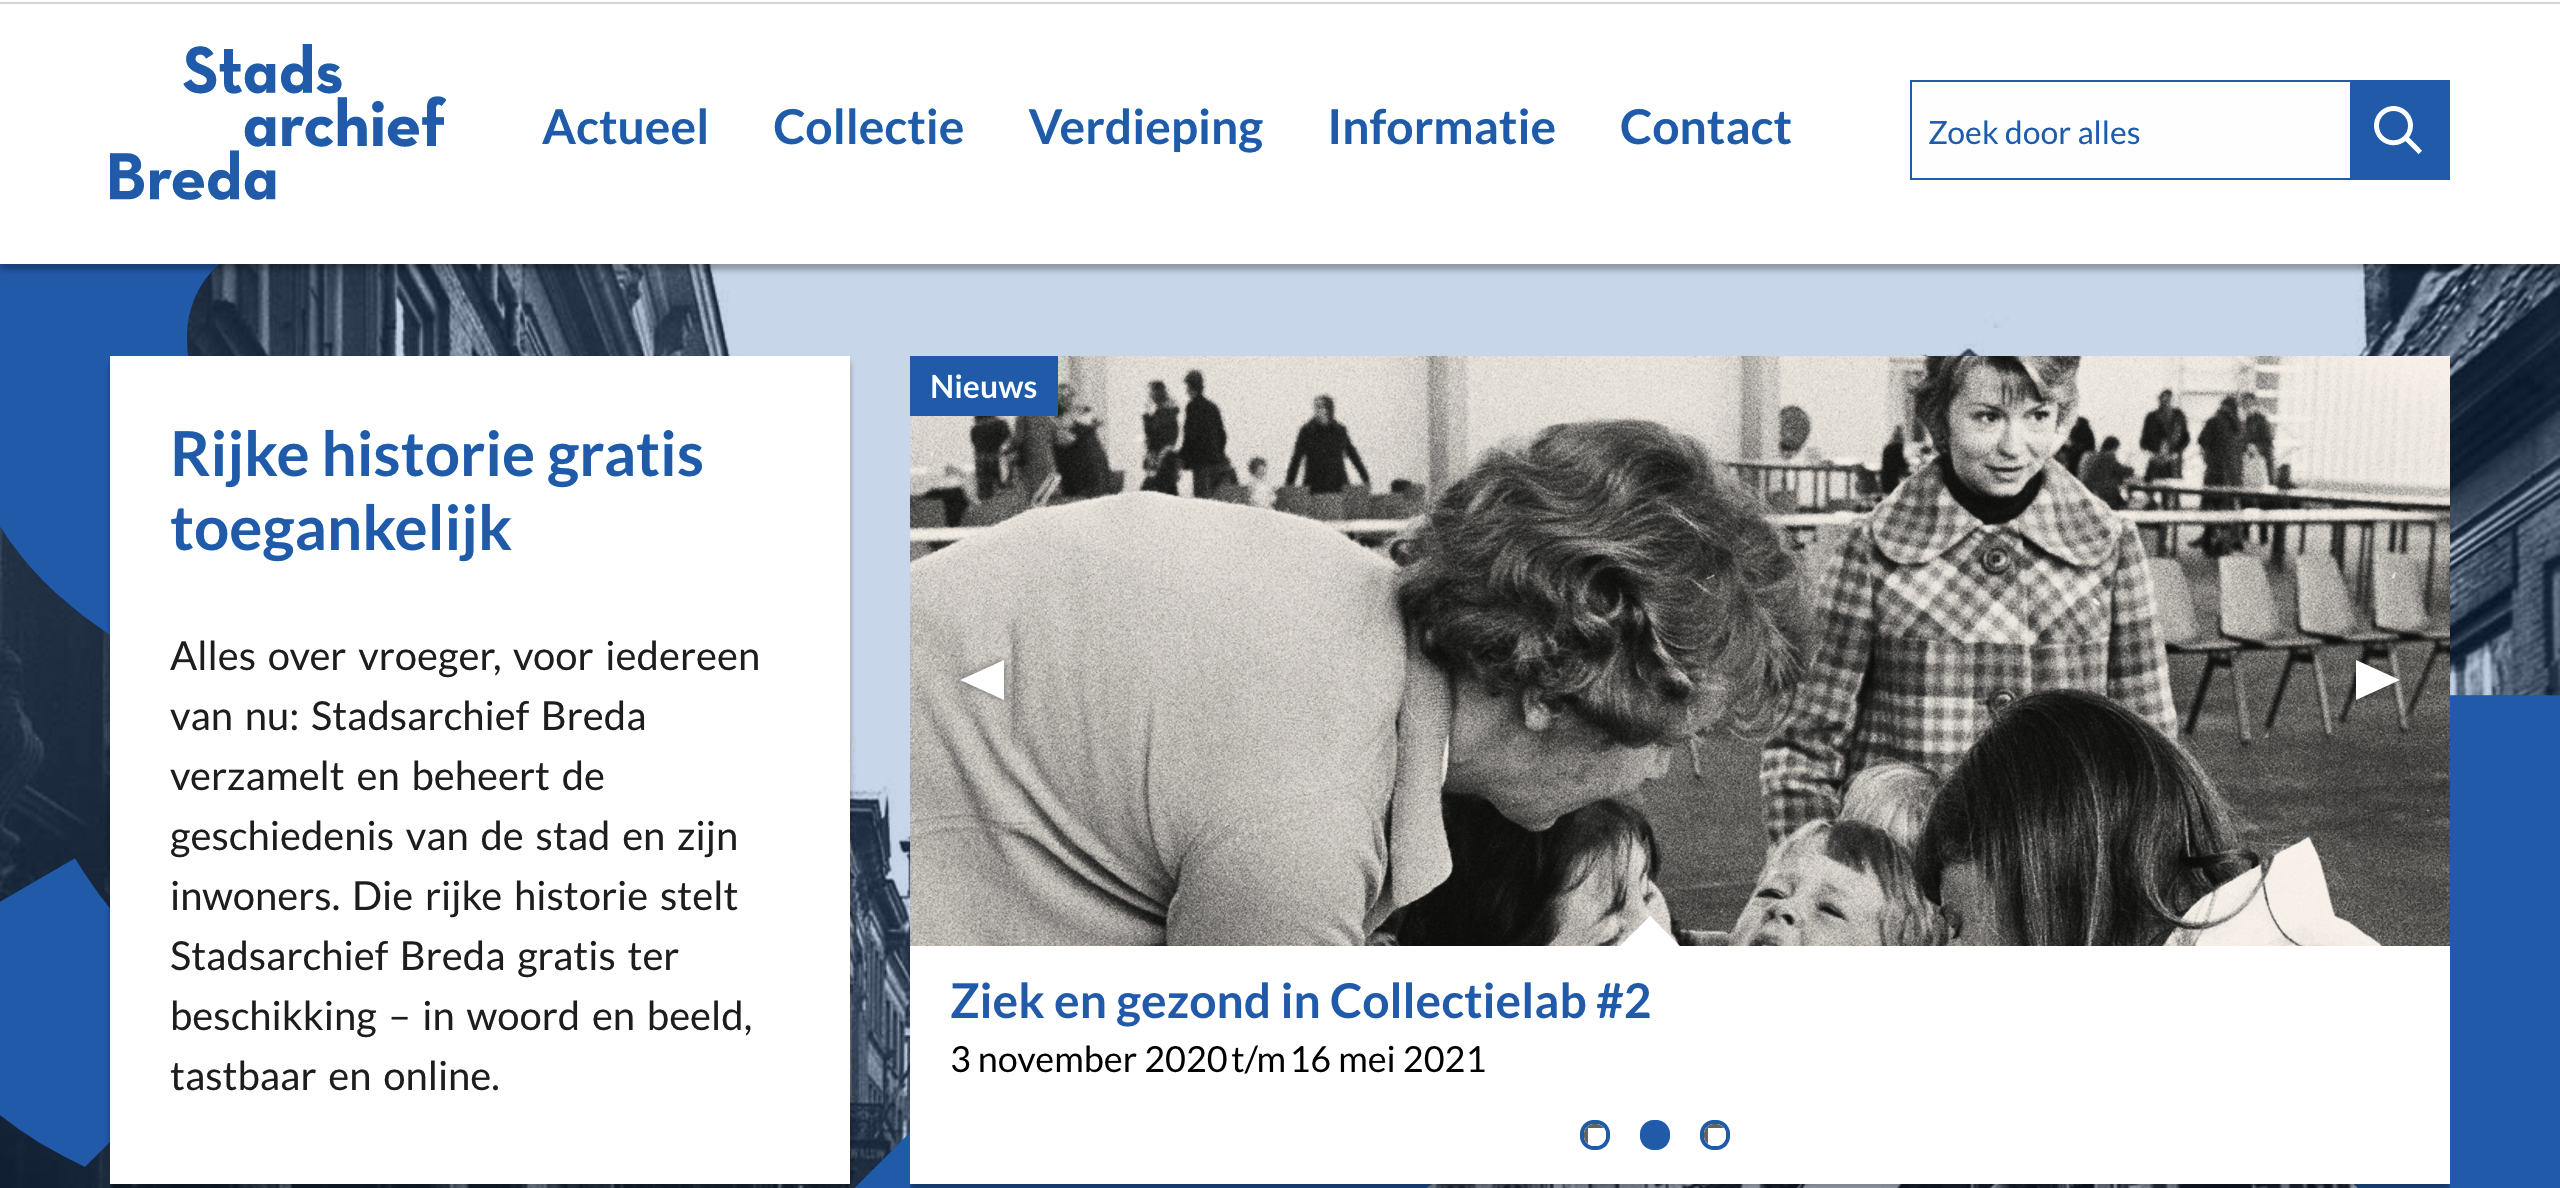 Stads
archief
Breda
Actueel Collectie Verdieping Informatie Contact
Zoek door alles
Rijke historie gratis
toegankelijk
Alles over vroeger, voor iedereen
van nu: Stadsarchief Breda
verzamelt en beheert de
geschiedenis van de stad en zijn
inwoners. Die rijke historie stelt
Stadsarchief Breda gratis ter
beschikking – in woord en beeld,
tastbaar en online.
Nieuws
Ziek en gezond in Collectielab #2
3 november 2020 t/m 16 mei 2021